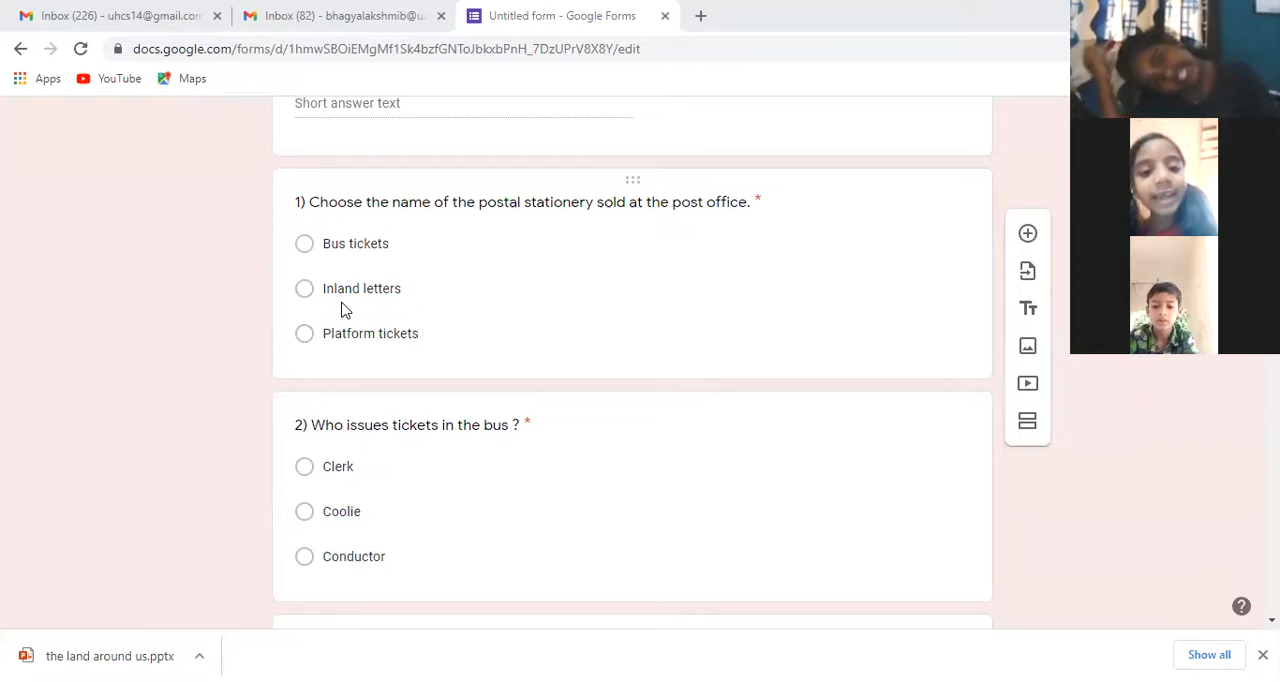 Inbox (226) - uhcs14@gmail.com
Inbox (82) - bhagyalakshmib@u
Untitled form - Google Forms
docs.google.com/forms/d/1hmwSBOiEMgMf1Sk4bzfGNToJbkxbPnH_7DzUPrV8X8Y/edit
Apps
YouTube
Maps
Short answer text
1) Choose the name of the postal stationery sold at the post office. *
Bus tickets
Inland letters
Platform tickets
2) Who issues tickets in the bus ? *
Clerk
Coolie
Conductor
the land around us.pptx
Show all